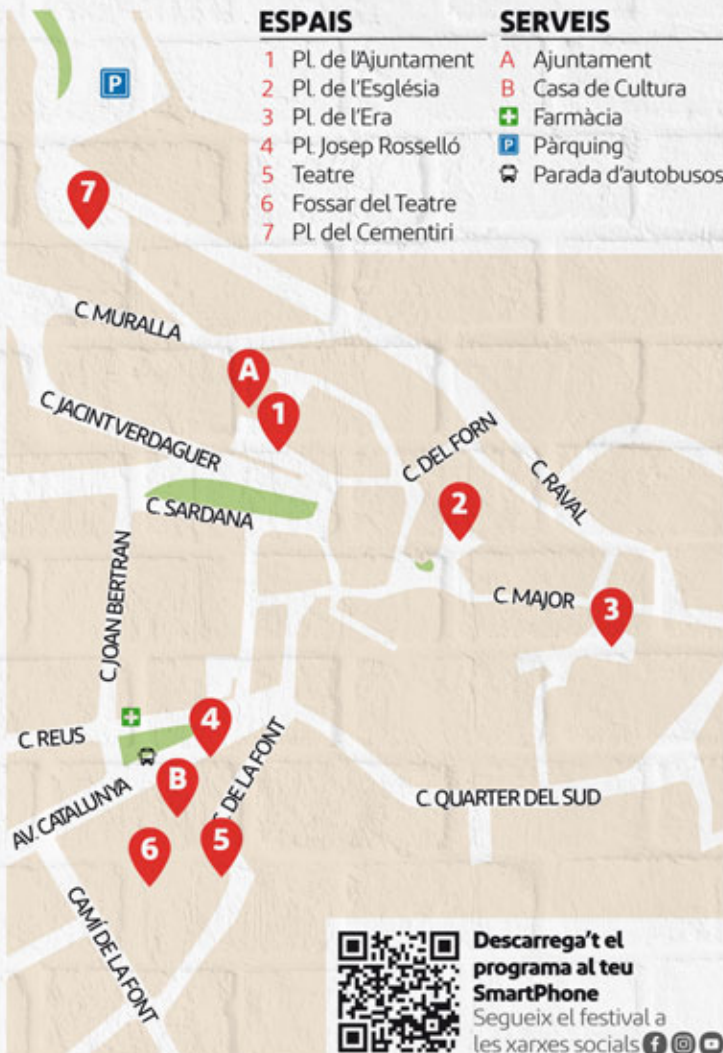 ESPAIS
1 Pl. de l'Ajuntament
2 Pl. de l'Església
3 Pl. de l'Era
4 Pl. Josep Rosselló
5 Teatre
6 Fossar del Teatre
7 Pl. del Cementiri
SERVEIS
A Ajuntament
B Casa de Cultura
Farmàcia
P Pàrquing
Parada d'autobusos
P
7
C. MURALLA
A
1
C. JACINT VERDAGUER
C. DEL FORN
C. RAVAL
2
C. SARDANA
C. JOAN BERTRAN
C. MAJOR
3
4
C. REUS
B
C. DE LA FONT
AV. CATALUNYA
C. QUARTER DEL SUD
6
5
CAMÍ DE LA FONT
Descarrega't el
programa al teu
SmartPhone
Segueix el festival a
les xarxes socials